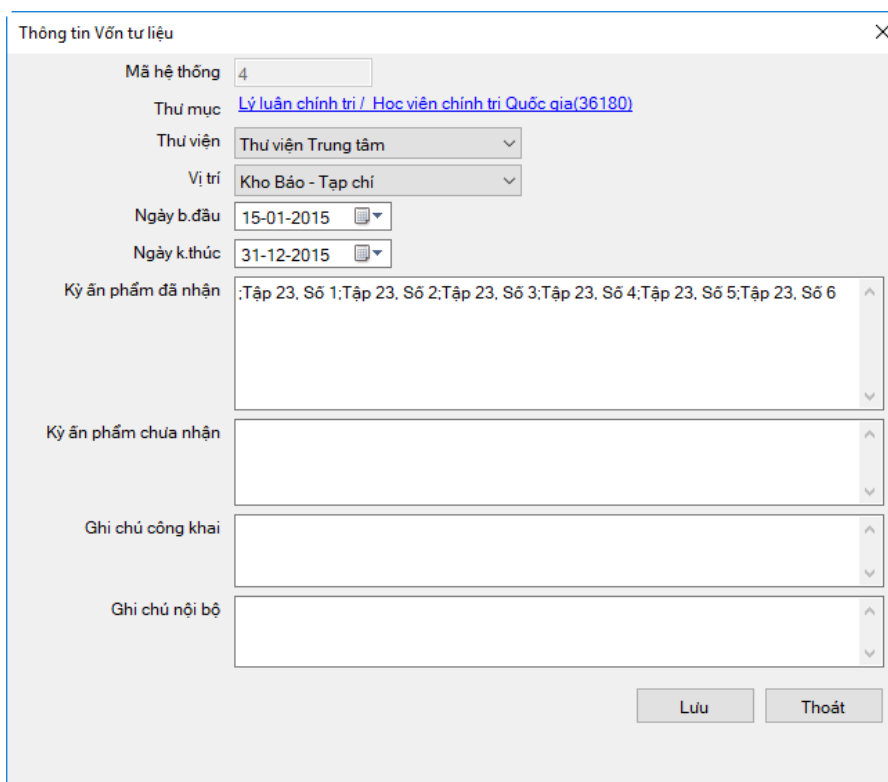 Thông tin Vốn tư liệu
Mã hệ thống 4
Thư mục Lý luận chính trị / Học viện chính trị Quốc gia(36180)
Thư viện Thư viện Trung tâm
Vị trí Kho Báo - Tạp chí
Ngày b.đầu 15-01-2015
Ngày k.thúc 31-12-2015
Kỳ ấn phẩm đã nhận ;Tập 23, Số 1;Tập 23, Số 2;Tập 23, Số 3;Tập 23, Số 4;Tập 23, Số 5;Tập 23, Số 6
Kỳ ấn phẩm chưa nhận
Ghi chú công khai
Ghi chú nội bộ
Lưu Thoát